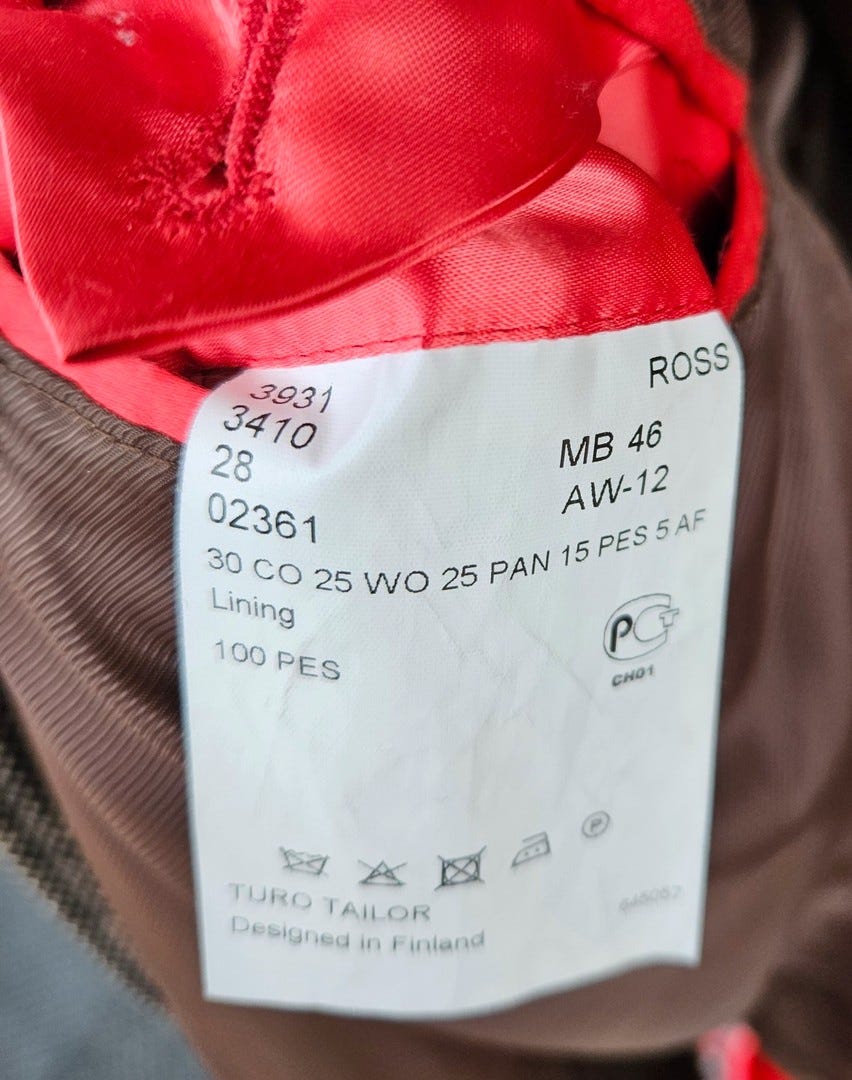 3931
ROSS
3410
MB 46
28
AW-12
02361
30 CO 25 WO 25 PAN 15 PES 5 AF
Lining
100 PES
PCT
CH01
P
TURO TAILOR
Designed in Finland